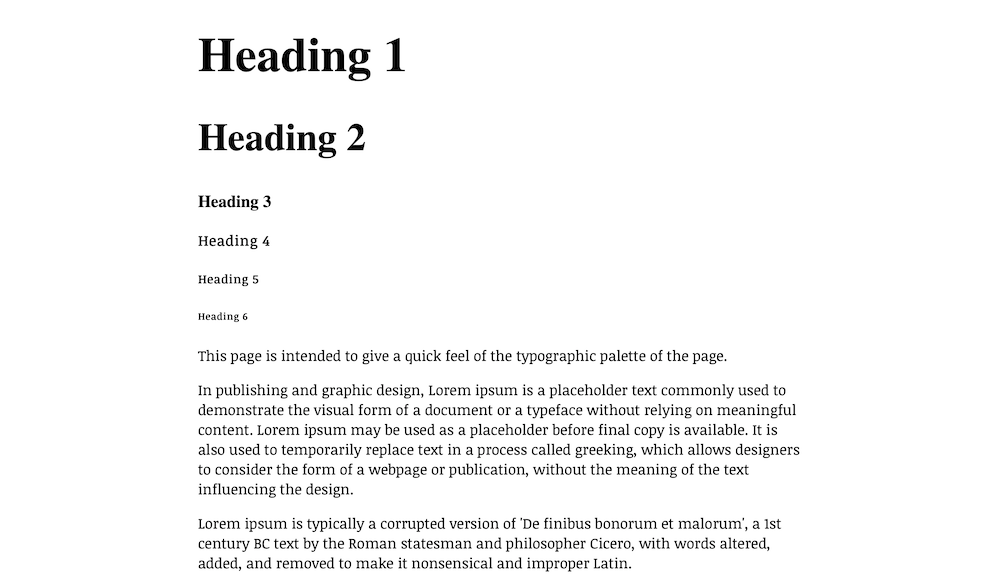 Heading 1
Heading 2
Heading 3
Heading 4
Heading 5
Heading 6
This page is intended to give a quick feel of the typographic palette of the page.
In publishing and graphic design, Lorem ipsum is a placeholder text commonly used to
demonstrate the visual form of a document or a typeface without relying on meaningful
content. Lorem ipsum may be used as a placeholder before final copy is available. It is
also used to temporarily replace text in a process called greeking, which allows designers
to consider the form of a webpage or publication, without the meaning of the text
influencing the design.
Lorem ipsum is typically a corrupted version of 'De finibus bonorum et malorum', a 1st
century BC text by the Roman statesman and philosopher Cicero, with words altered,
added, and removed to make it nonsensical and improper Latin.